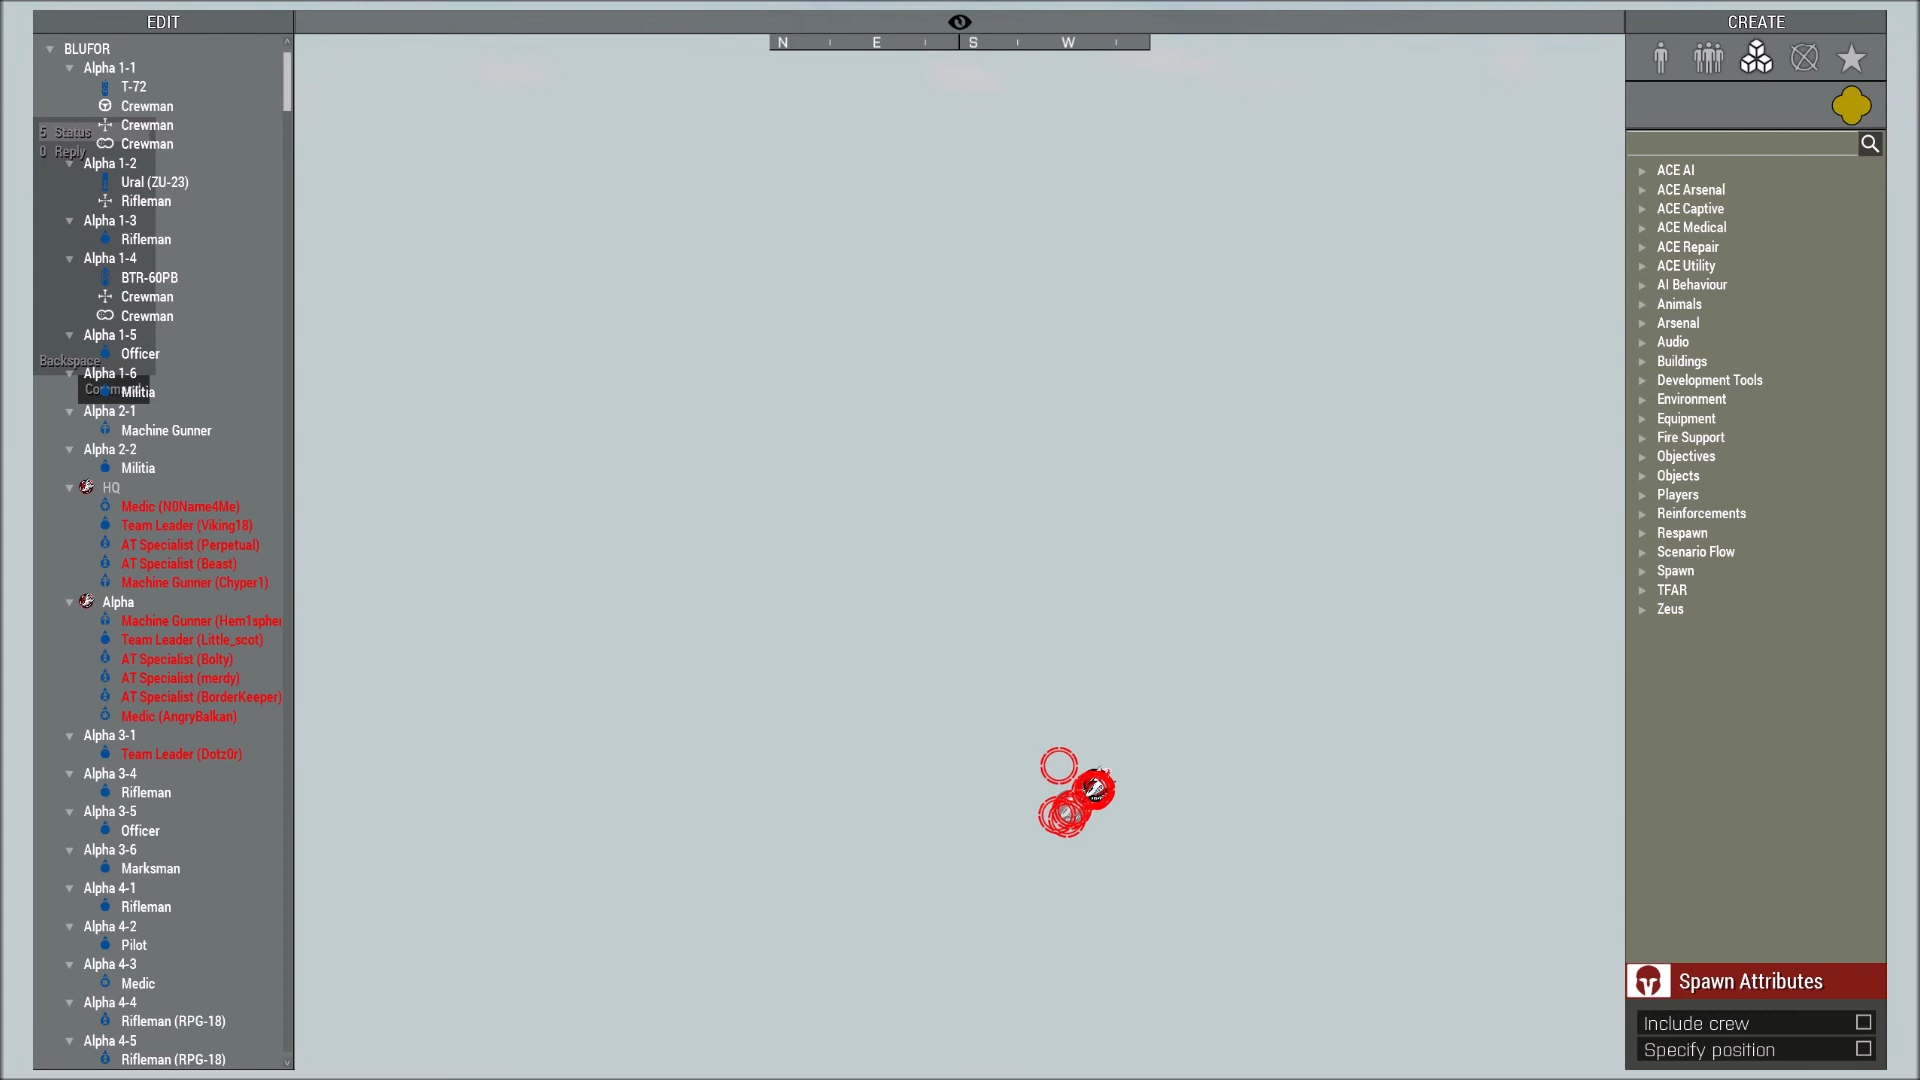 EDIT
BLUFOR
Alpha 1-1
T-72
Crewman
Crewman
Crewman
Alpha 1-2
Ural (ZU-23)
Rifleman
Alpha 1-3
Rifleman
Alpha 1-4
BTR-60PB
Crewman
Crewman
Alpha 1-5
Officer
Alpha 1-6
Militia
Alpha 2-1
Machine Gunner
Alpha 2-2
Militia
HQ
Medic (N0Name4Me)
Team Leader (Viking18)
AT Specialist (Perpetual)
AT Specialist (Beast)
Machine Gunner (Chyper1)
Alpha
Machine Gunner (Hem1spher
Team Leader (Little_scot)
AT Specialist (Bolty)
AT Specialist (merdy)
AT Specialist (BorderKeeper)
Medic (AngryBalkan)
Alpha 3-1
Team Leader (Dotz0r)
Alpha 3-4
Rifleman
Alpha 3-5
Officer
Alpha 3-6
Marksman
Alpha 4-1
Rifleman
Alpha 4-2
Pilot
Alpha 4-3
Medic
Alpha 4-4
Rifleman (RPG-18)
Alpha 4-5
Rifleman (RPG-18)
5 Status
0 Reply
Backspace
N E S W
CREATE
ACE AI
ACE Arsenal
ACE Captive
ACE Medical
ACE Repair
ACE Utility
AI Behaviour
Animals
Arsenal
Audio
Buildings
Development Tools
Environment
Equipment
Fire Support
Objectives
Objects
Players
Reinforcements
Respawn
Scenario Flow
Spawn
TFAR
Zeus
Spawn Attributes
Include crew
Specify position